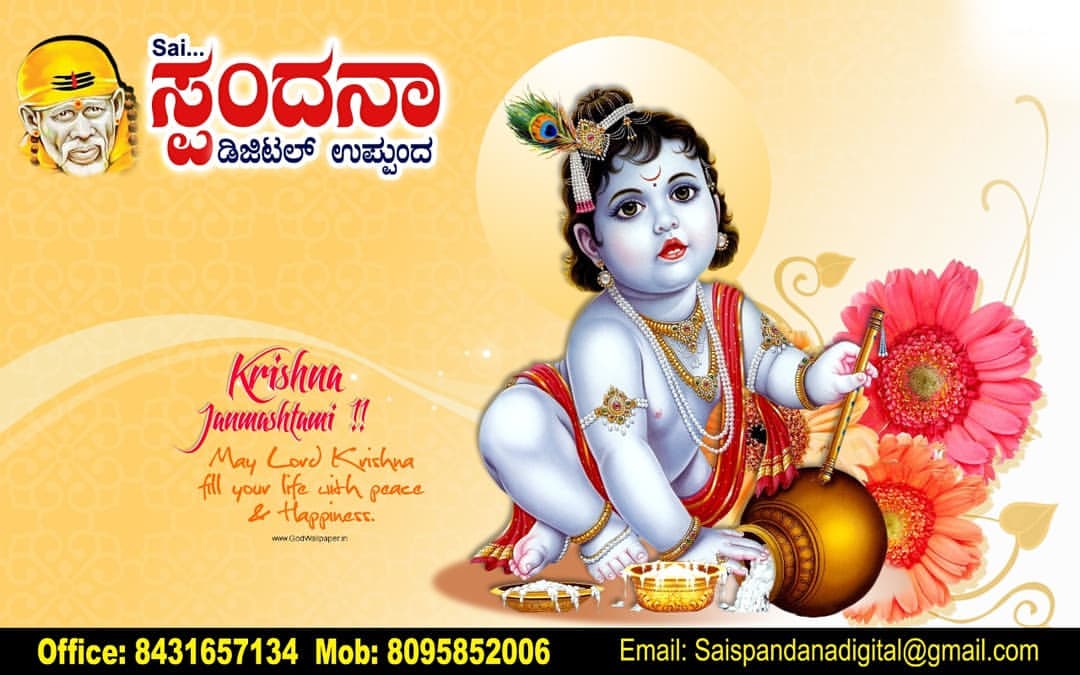 Sai...
ಸ್ಪಂದನಾ
ಡಿಜಿಟಲ್ ಉಪ್ಪುಂದ
Krishna
Janmashtami !!
May Lord Krishna
fill your life with peace
& Happiness.
www.GodWallpaper.in
Office: 8431657134 Mob: 8095852006 Email: Saispandanadigital@gmail.com